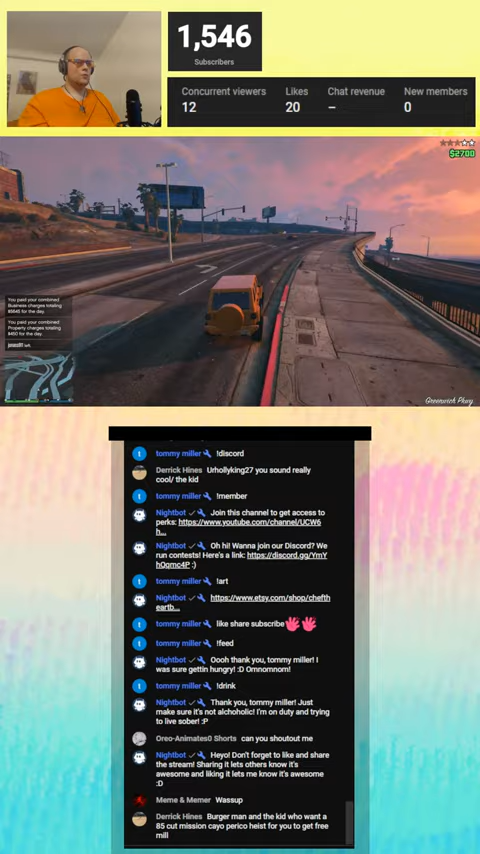 1,546
Subscribers
Concurrent viewers
12
Likes
20
Chat revenue
–
New members
0
$2700
You paid your combined
Business charges totaling
for the day.
You paid your combined
Property charges totaling
$450 for the day.
left.
Greenwich Pkwy
t tommy miller !discord
Derrick Hines Urhollyking27 you sound really
cool/ the kid
t tommy miller !member
Nightbot Join this channel to get access to
perks: https://www.youtube.com/channel/UCW6
h...
Nightbot Oh hi! Wanna join our Discord? We
run contests! Here's a link: https://discord.gg/YmY
hQqmc4P :)
t tommy miller !art
Nightbot https://www.etsy.com/shop/chefth
eartb...
t tommy miller like share subscribe
t tommy miller !feed
Nightbot Oooh thank you, tommy miller! I
was sure gettin hungry! :D Omnomnom!
t tommy miller !drink
Nightbot Thank you, tommy miller! Just
make sure it's not alchoholic! I'm on duty and trying
to live sober! :P
Oreo-Animates0 Shorts can you shoutout me
Nightbot Heyo! Don't forget to like and share
the stream! Sharing it lets others know it's
awesome and liking it lets me know it's awesome
:D
Meme & Memer Wassup
Derrick Hines Burger man and the kid who want a
85 cut mission cayo perico heist for you to get free
mill